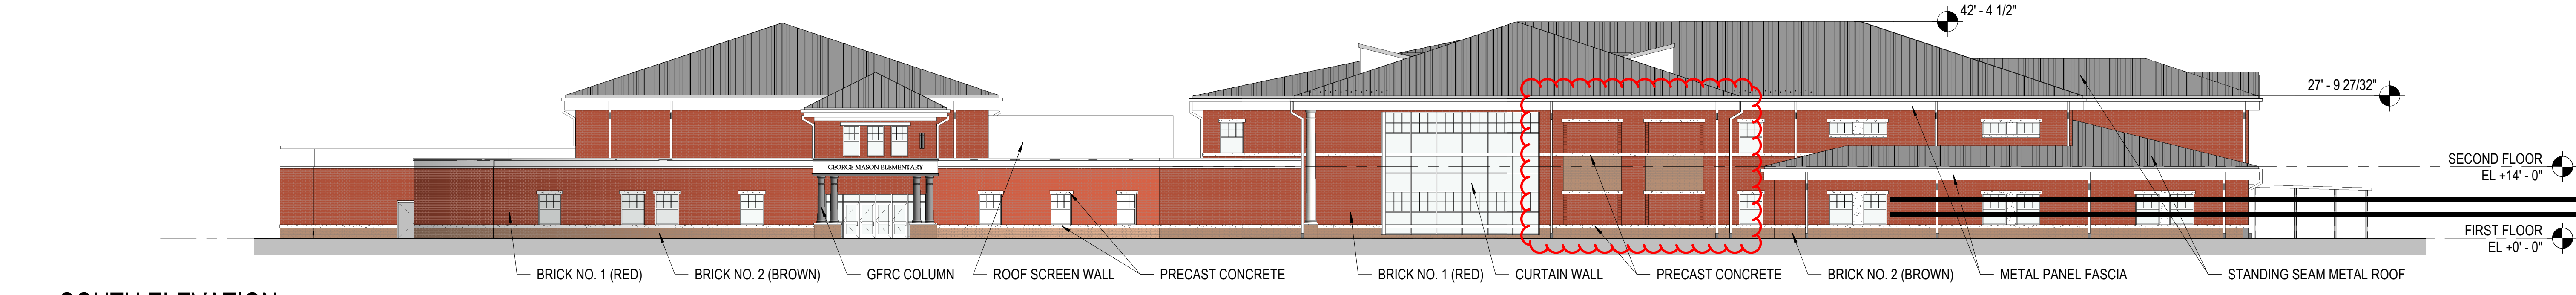 42' - 4 1/2"
27' - 9 27/32"
GEORGE MASON ELEMENTARY
SECOND FLOOR
EL +14' - 0"
FIRST FLOOR
EL +0' - 0"
BRICK NO. 1 (RED)
BRICK NO. 2 (BROWN)
GFRC COLUMN
ROOF SCREEN WALL
PRECAST CONCRETE
BRICK NO. 1 (RED)
CURTAIN WALL
PRECAST CONCRETE
BRICK NO. 2 (BROWN)
METAL PANEL FASCIA
STANDING SEAM METAL ROOF
SOUTH ELEVATION